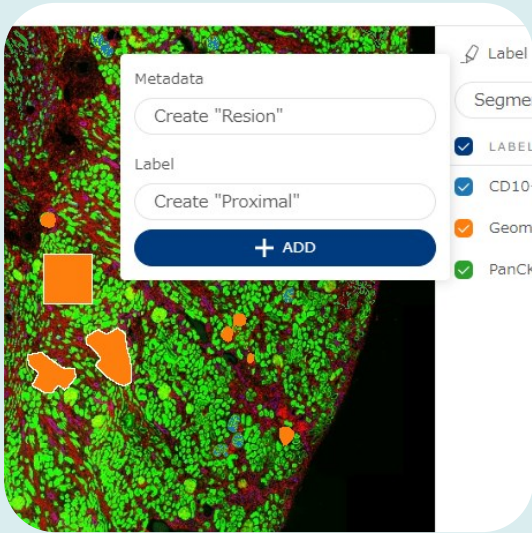 Metadata
Create "Resion"
Label
Create "Proximal"
+ ADD
Label
Segme
LABEL
CD10
Geom
PanCK